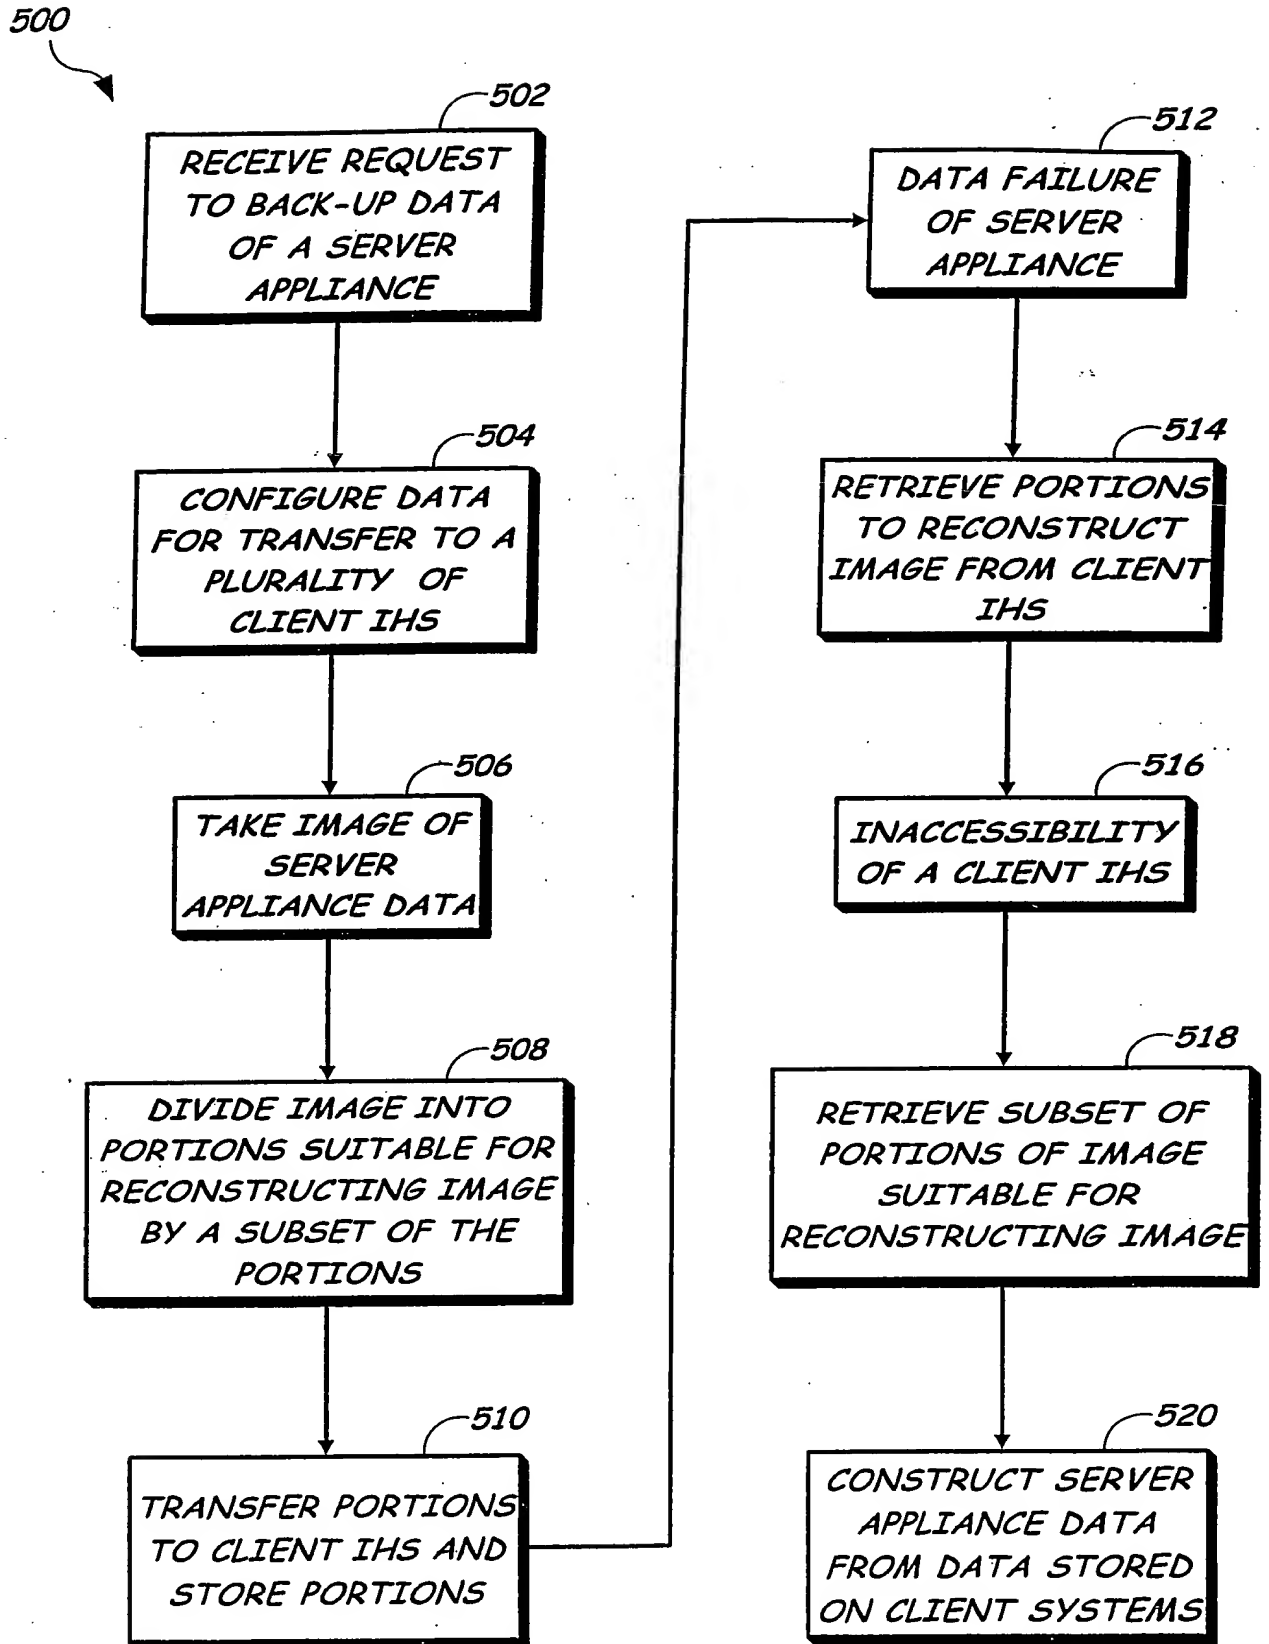 500
502
RECEIVE REQUEST
TO BACK-UP DATA
OF A SERVER
APPLIANCE
504
CONFIGURE DATA
FOR TRANSFER TO A
PLURALITY OF
CLIENT IHS
506
TAKE IMAGE OF
SERVER
APPLIANCE DATA
508
DIVIDE IMAGE INTO
PORTIONS SUITABLE FOR
RECONSTRUCTING IMAGE
BY A SUBSET OF THE
PORTIONS
510
TRANSFER PORTIONS
TO CLIENT IHS AND
STORE PORTIONS
512
DATA FAILURE
OF SERVER
APPLIANCE
514
RETRIEVE PORTIONS
TO RECONSTRUCT
IMAGE FROM CLIENT
IHS
516
INACCESSIBILITY
OF A CLIENT IHS
518
RETRIEVE SUBSET OF
PORTIONS OF IMAGE
SUITABLE FOR
RECONSTRUCTING IMAGE
520
CONSTRUCT SERVER
APPLIANCE DATA
FROM DATA STORED
ON CLIENT SYSTEMS